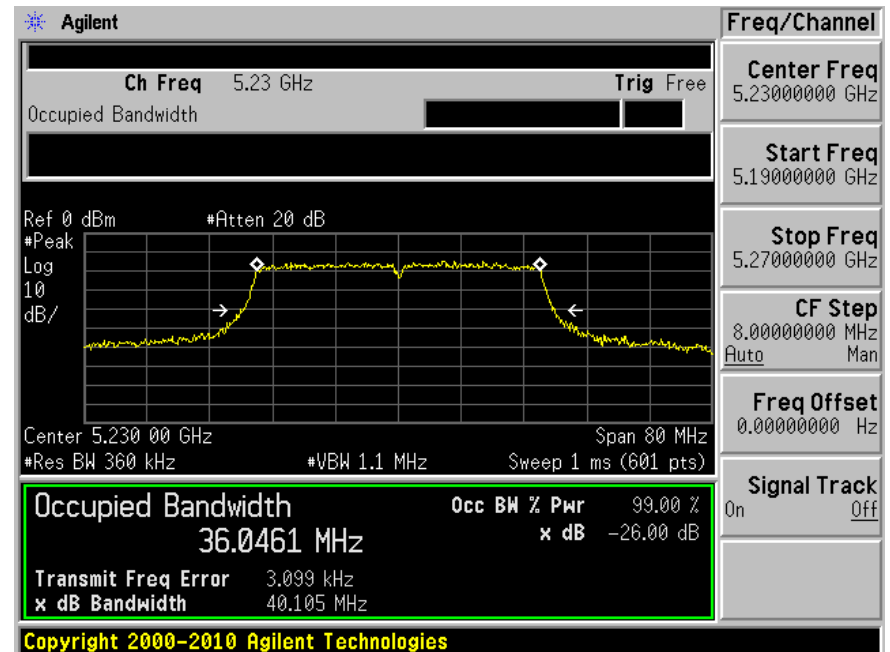 Agilent
Freq/Channel
Ch Freq 5.23 GHz Trig Free
Occupied Bandwidth
Center Freq
5.23000000 GHz
Start Freq
5.19000000 GHz
Stop Freq
5.27000000 GHz
CF Step
8.00000000 MHz
Auto Man
Freq Offset
0.00000000 Hz
Signal Track
On Off
Ref 0 dBm #Atten 20 dB
#Peak
Log
10
dB/
Center 5.230 00 GHz Span 80 MHz
#Res BW 360 kHz #VBW 1.1 MHz Sweep 1 ms (601 pts)
Occupied Bandwidth
36.0461 MHz
Occ BW % Pwr 99.00 %
x dB -26.00 dB
Transmit Freq Error 3.099 kHz
x dB Bandwidth 40.105 MHz
Copyright 2000-2010 Agilent Technologies